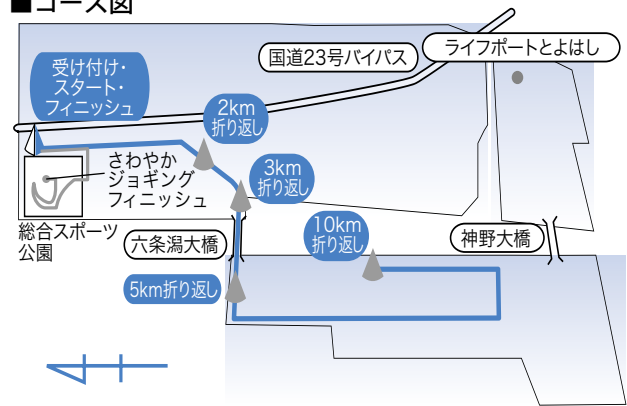 ■コース図
国道23号バイパス
ライフポートとよはし
受け付け・
スタート・
フィニッシュ
2km
折り返し
さわやか
ジョギング
フィニッシュ
3km
折り返し
総合スポーツ
公園
六条潟大橋
10km
折り返し
神野大橋
5km折り返し